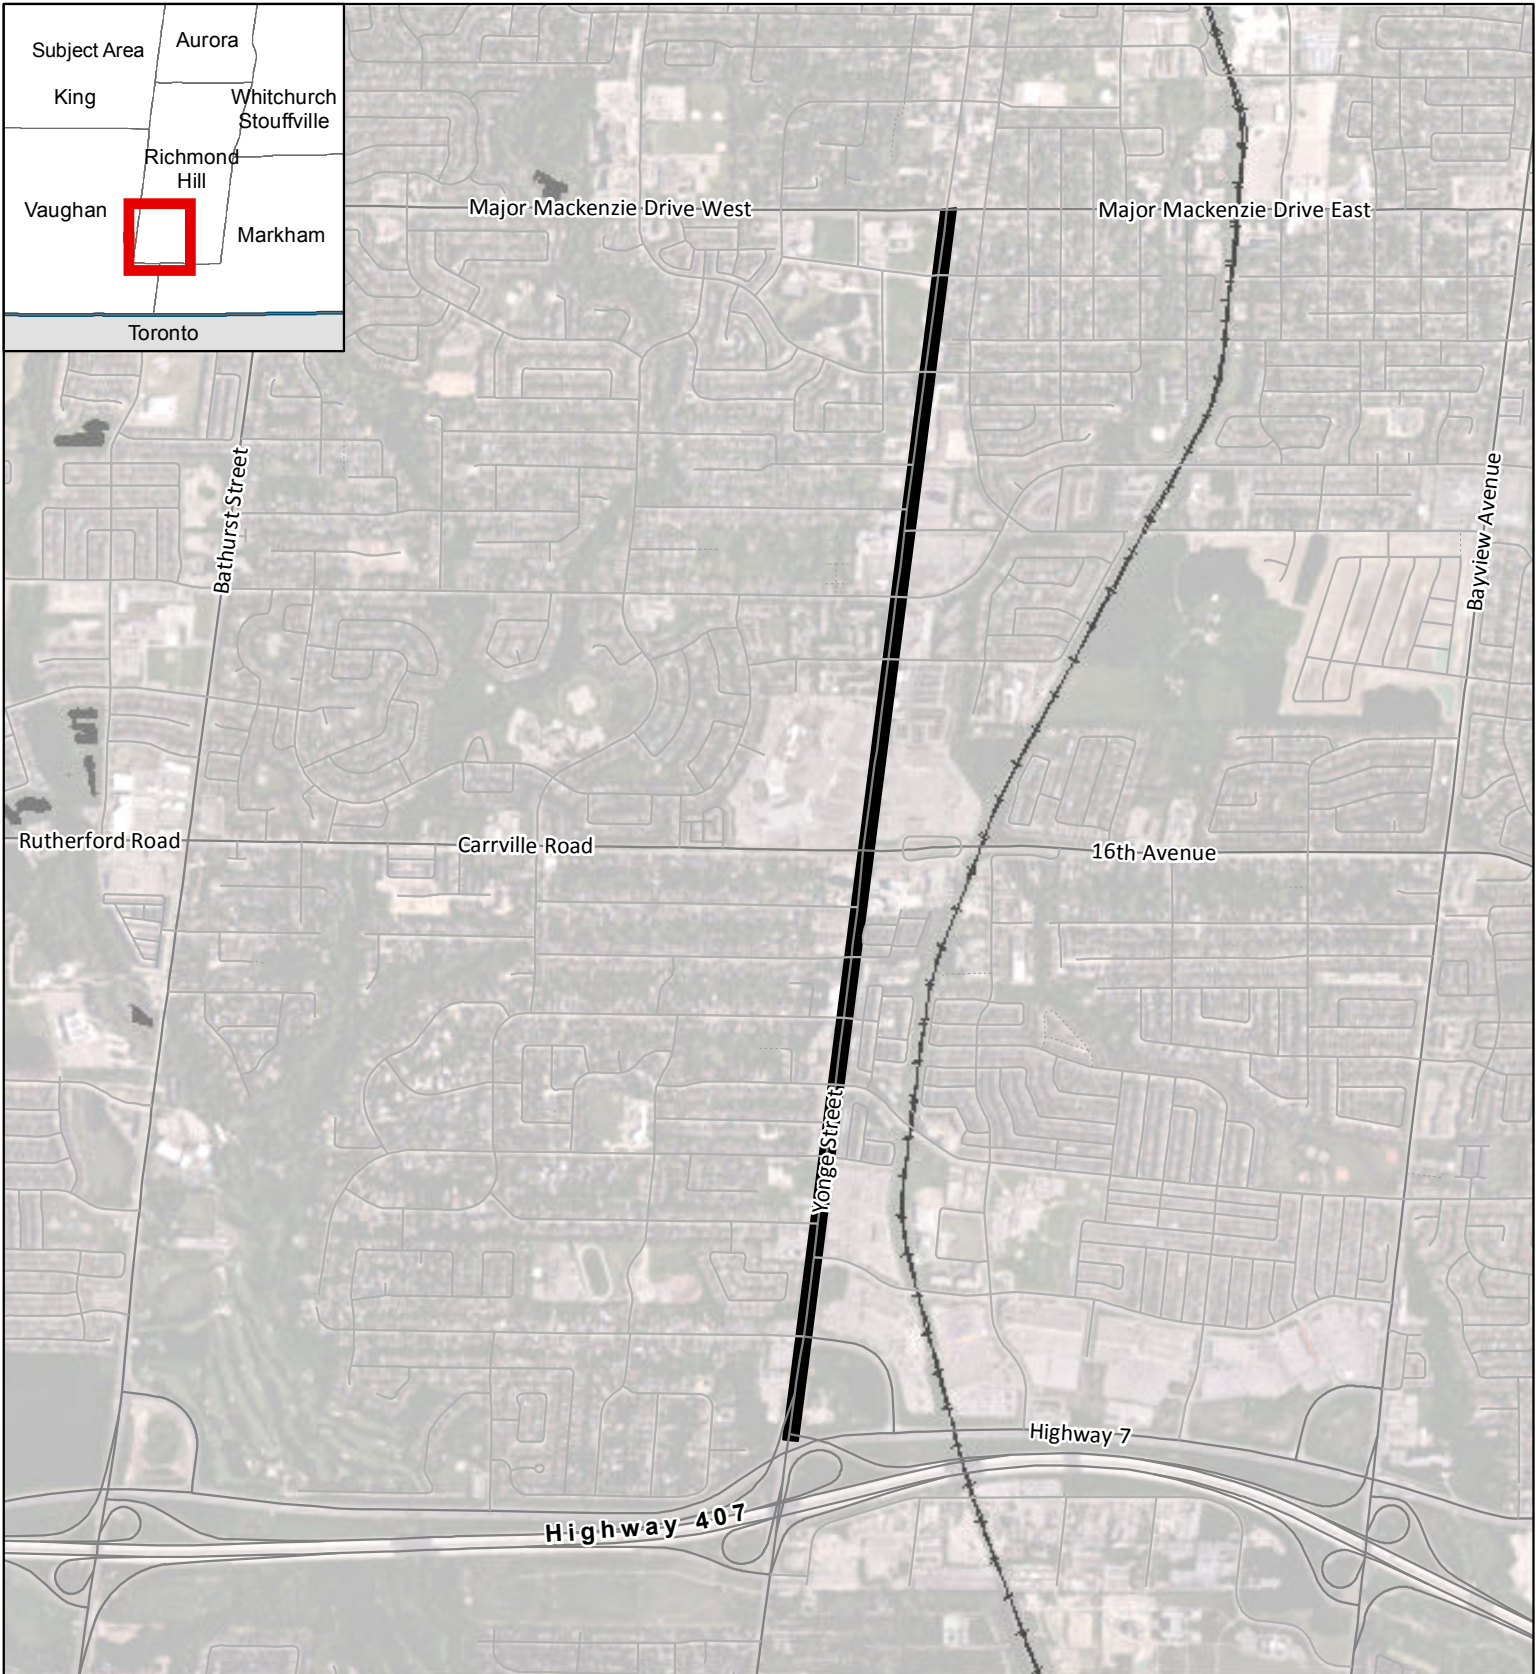 Subject Area
Aurora
King
Whitchurch
Stouffville
Richmond
Hill
Vaughan
Markham
Toronto
Major Mackenzie Drive West
Major Mackenzie Drive East
Bathurst Street
Bayview Avenue
Rutherford Road
Carrville Road
16th Avenue
Yonge Street
Highway 7
Highway 407